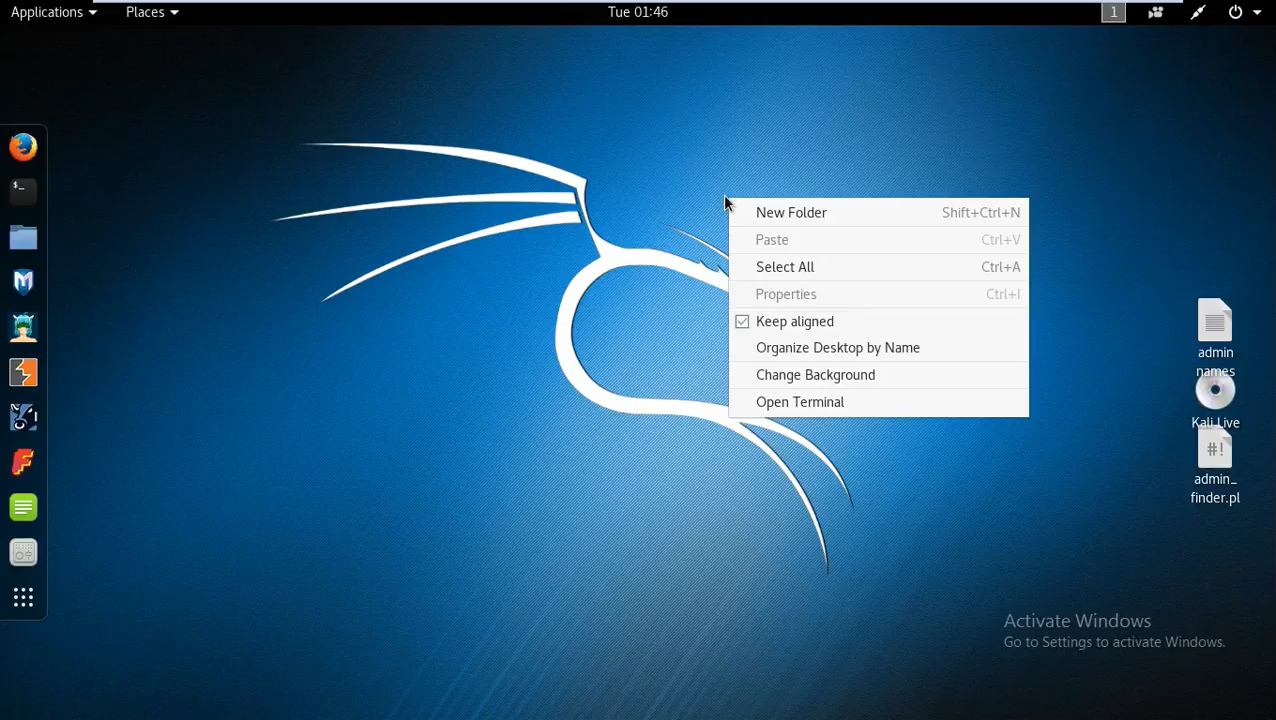 Applications Places Tue 01:46 1
New Folder Shift+Ctrl+N
Paste Ctrl+V
Select All Ctrl+A
Properties Ctrl+I
Keep aligned
Organize Desktop by Name
Change Background
Open Terminal
admin
names
Kali Live
#!
admin_
finder.pl
Activate Windows
Go to Settings to activate Windows.